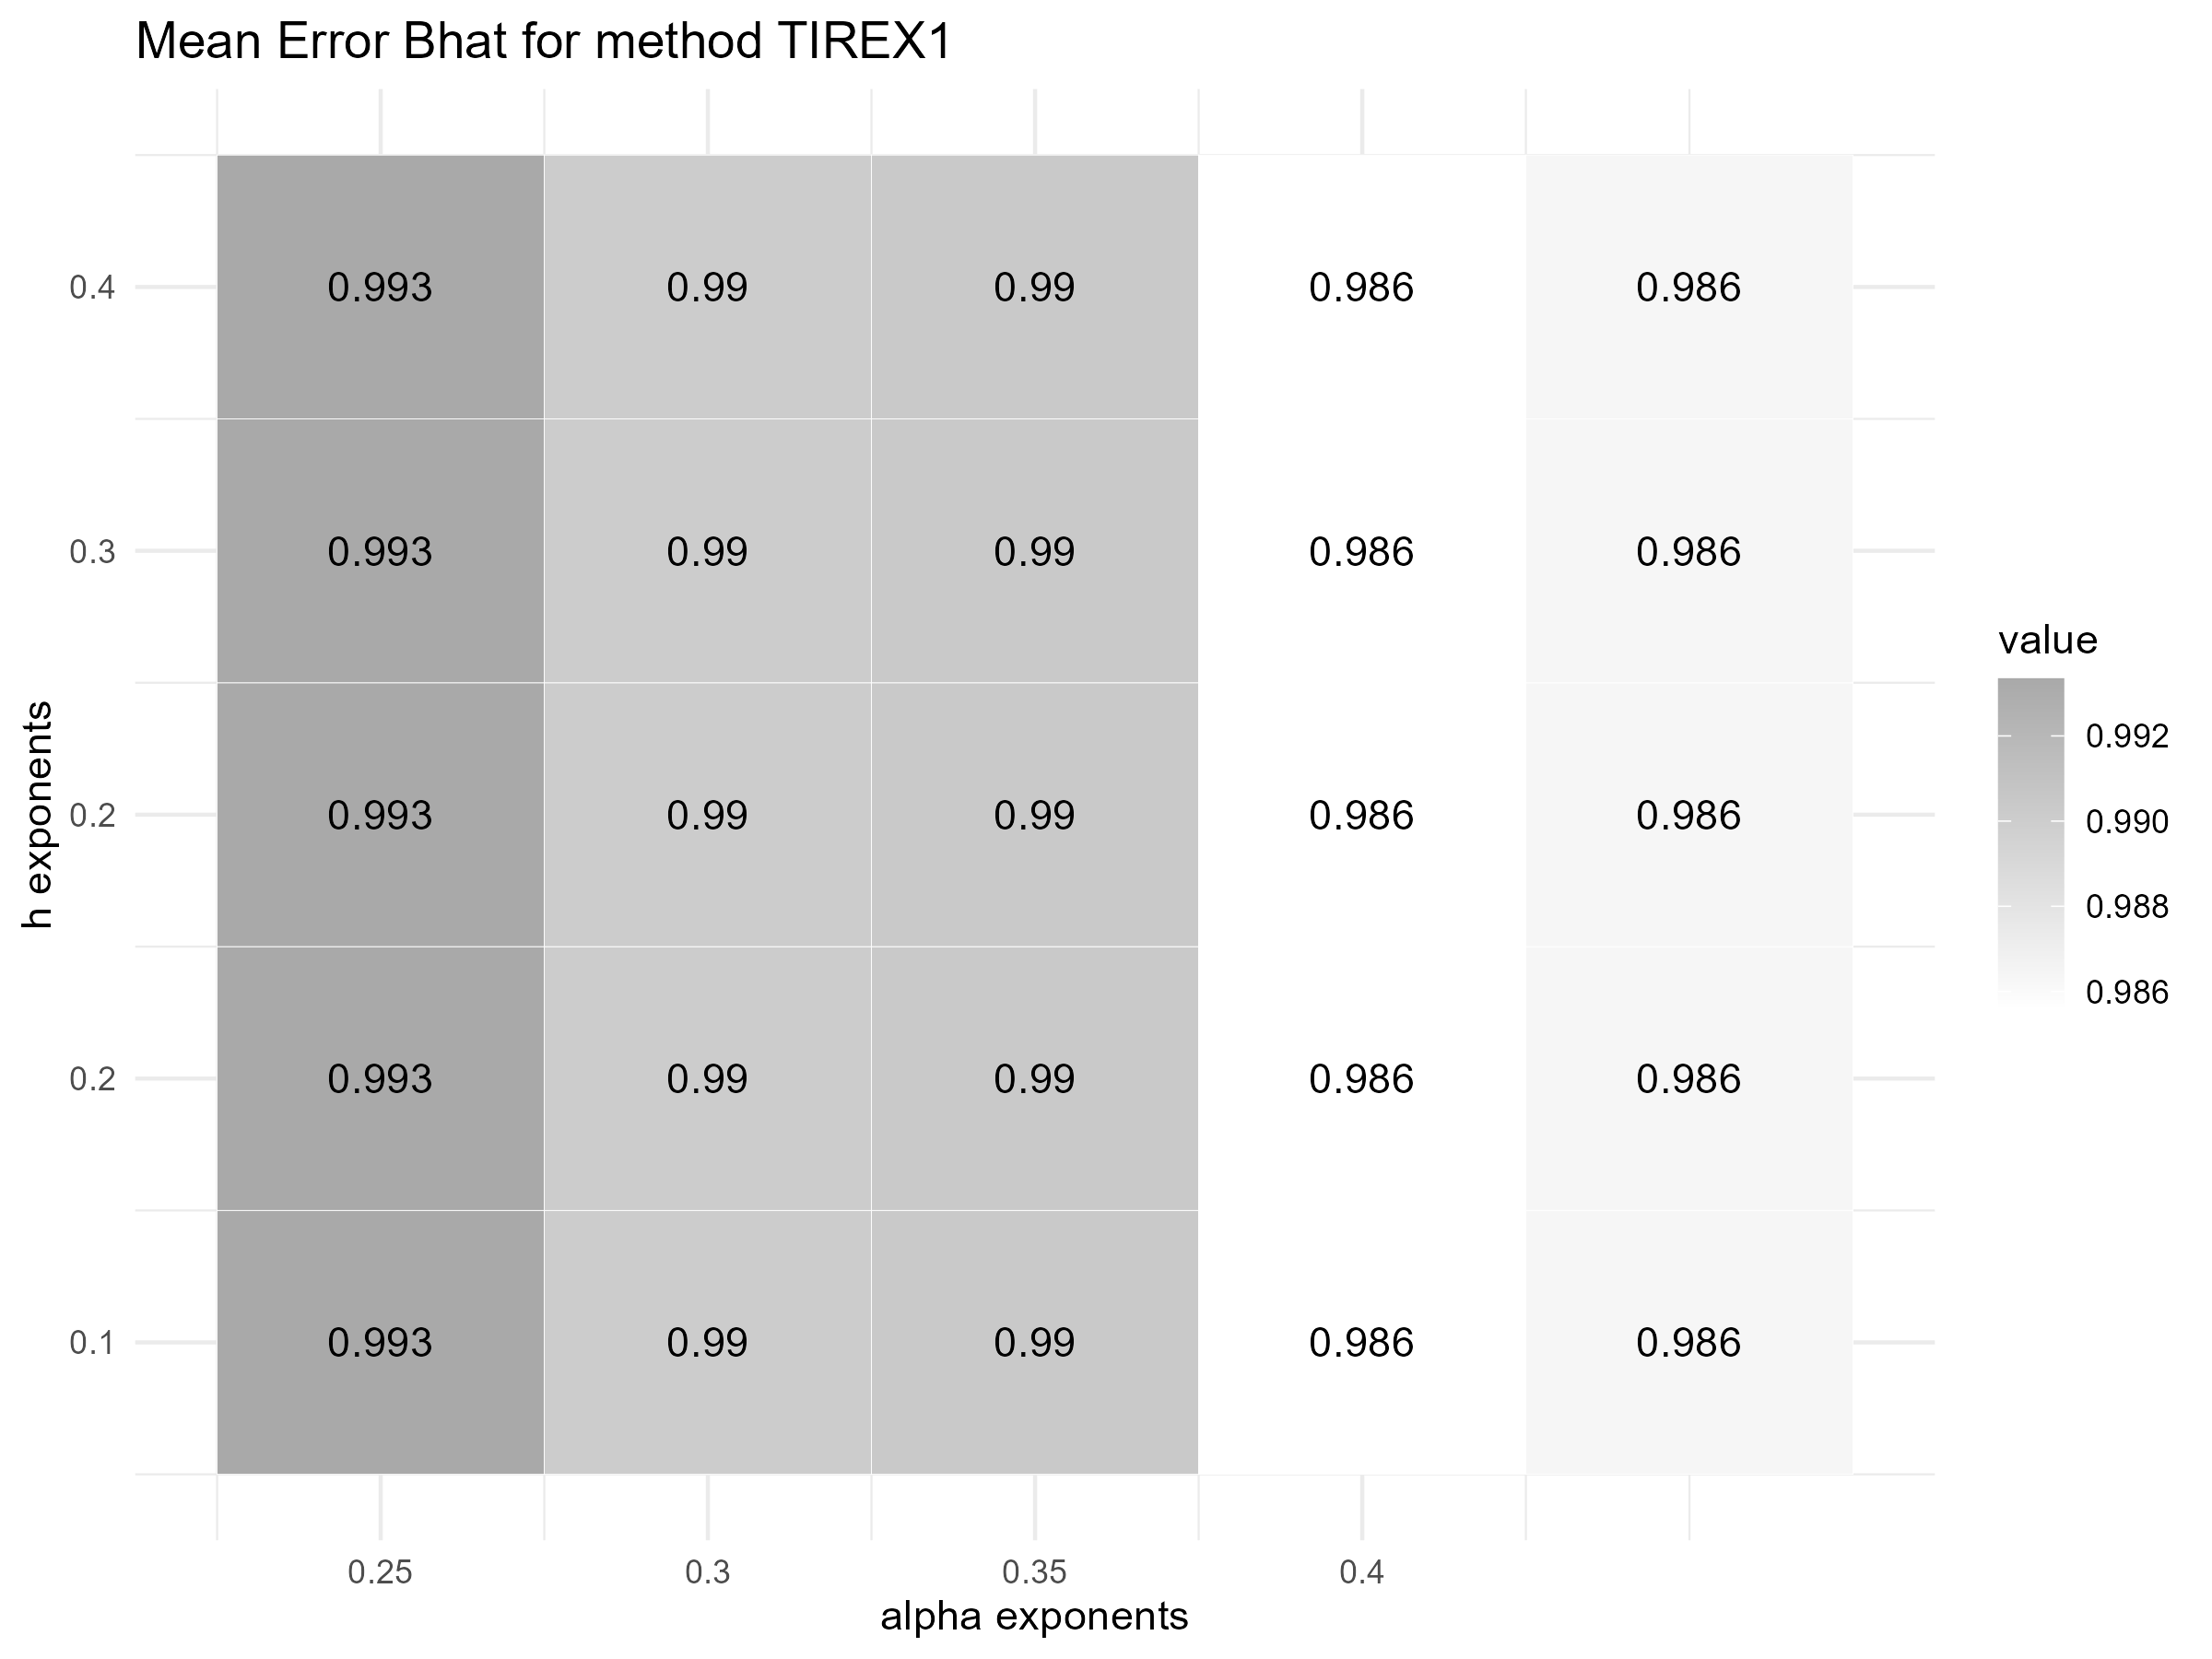 Mean Error Bhat for method TIREX1
0.4 0.993 0.99 0.99 0.986 0.986
0.3 0.993 0.99 0.99 0.986 0.986
0.2 0.993 0.99 0.99 0.986 0.986
0.2 0.993 0.99 0.99 0.986 0.986
0.1 0.993 0.99 0.99 0.986 0.986
h exponents
0.25 0.3 0.35 0.4
alpha exponents
value
0.992
0.990
0.988
0.986